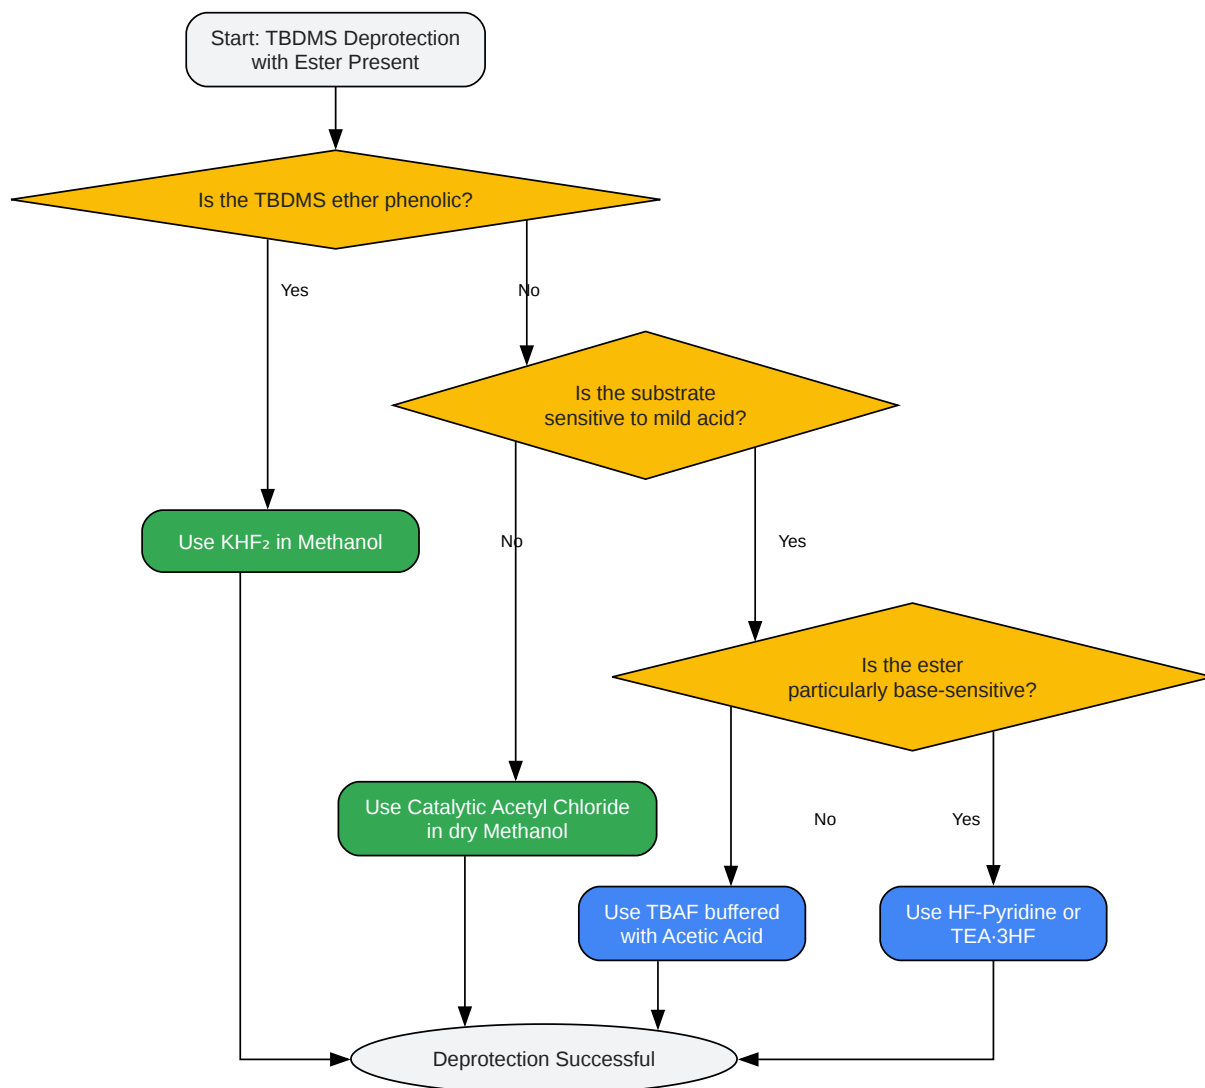 Start: TBDMS Deprotection
with Ester Present
Is the TBDMS ether phenolic?
Yes
No
Is the substrate
sensitive to mild acid?
Use KHF₂ in Methanol
No
Yes
Is the ester
particularly base-sensitive?
Use Catalytic Acetyl Chloride
in dry Methanol
No
Yes
Use TBAF buffered
with Acetic Acid
Use HF-Pyridine or
TEA·3HF
Deprotection Successful